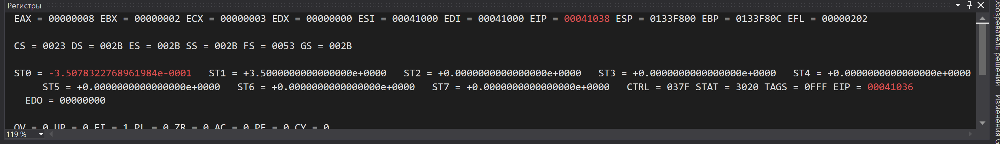 Регистры
EAX = 00000008 EBX = 00000002 ECX = 00000003 EDX = 00000000 ESI = 00041000 EDI = 00041000 EIP = 00041038 ESP = 0133F800 EBP = 0133F80C EFL = 00000202
CS = 0023 DS = 002B ES = 002B SS = 002B FS = 0053 GS = 002B
ST0 = -3.5078322768961984e-0001 ST1 = +3.5000000000000000e+0000 ST2 = +0.0000000000000000e+0000 ST3 = +0.0000000000000000e+0000 ST4 = +0.0000000000000000e+0000
ST5 = +0.0000000000000000e+0000 ST6 = +0.0000000000000000e+0000 ST7 = +0.0000000000000000e+0000 CTRL = 037F STAT = 3020 TAGS = 0FFF EIP = 00041036
EDO = 00000000
OV = 0 UP = 0 EI = 1 PL = 0 ZR = 0 AC = 0 PE = 0 CY = 0
119 %
Обозреватель решений
Изменения G